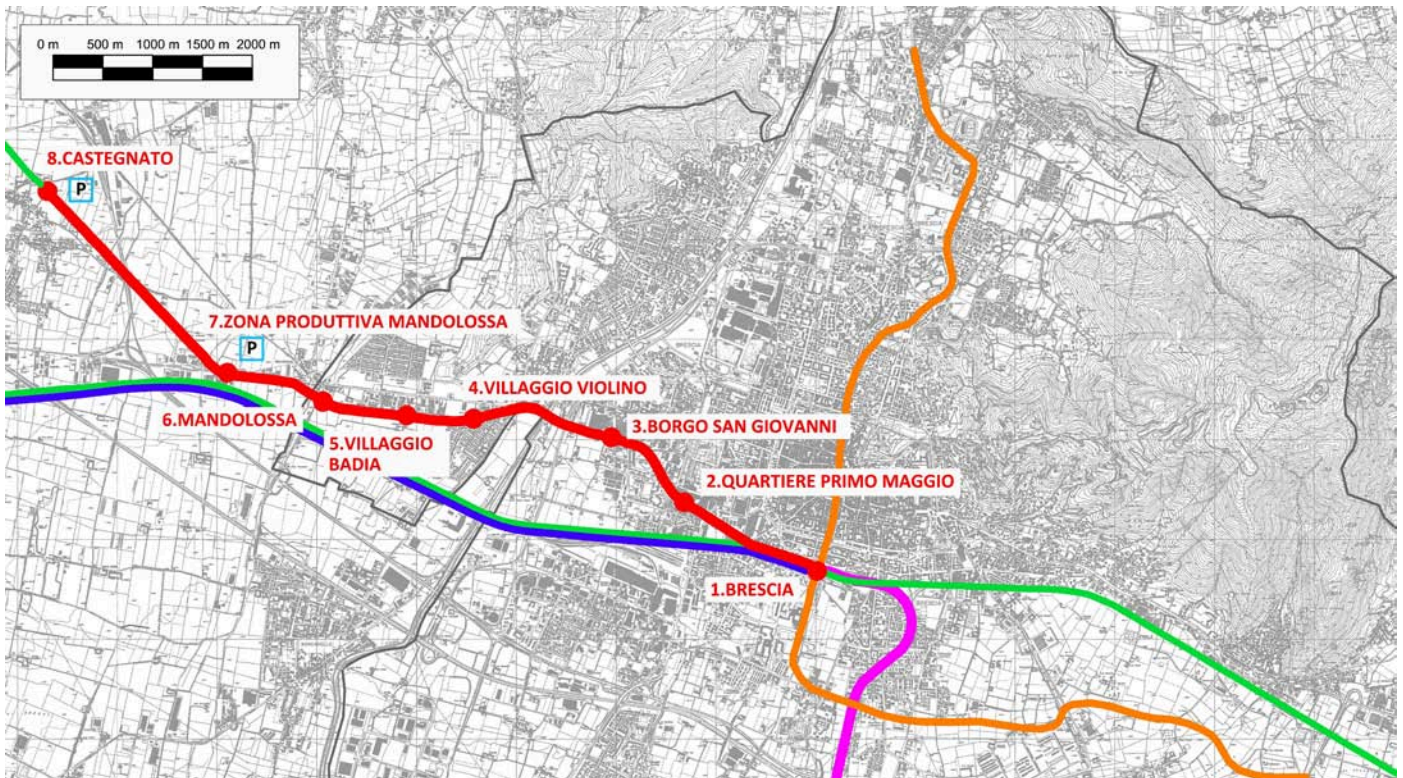 0 m 500 m 1000 m 1500 m 2000 m
8.CASTEGNATO
P
7.ZONA PRODUTTIVA MANDOLOSSA
P
4.VILLAGGIO VIOLINO
6.MANDOLOSSA
3.BORGO SAN GIOVANNI
5.VILLAGGIO
BADIA
2.QUARTIERE PRIMO MAGGIO
1.BRESCIA